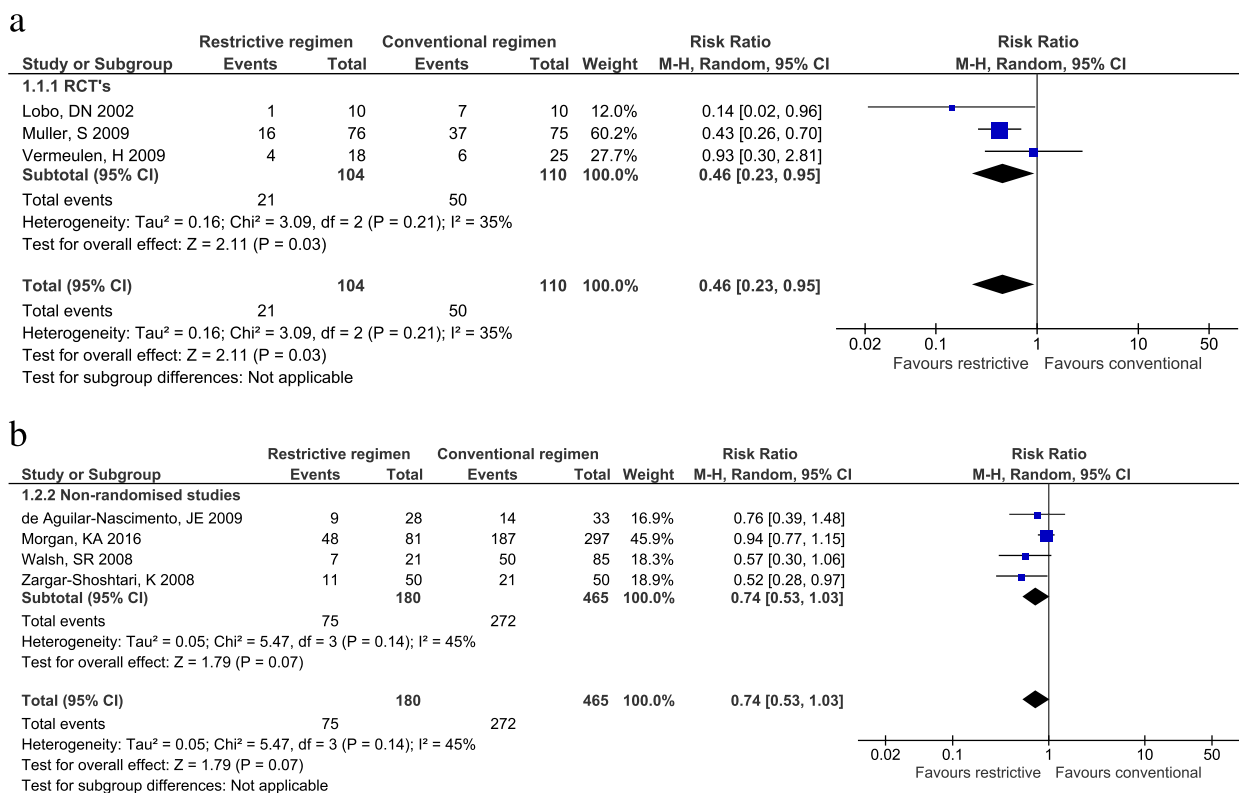 a
Restrictive regimen Conventional regimen Risk Ratio Risk Ratio
Study or Subgroup Events Total Events Total Weight M-H, Random, 95% CI M-H, Random, 95% CI
1.1.1 RCT's
Lobo, DN 2002 1 10 7 10 12.0% 0.14 [0.02, 0.96]
Muller, S 2009 16 76 37 75 60.2% 0.43 [0.26, 0.70]
Vermeulen, H 2009 4 18 6 25 27.7% 0.93 [0.30, 2.81]
Subtotal (95% CI) 104 110 100.0% 0.46 [0.23, 0.95]
Total events 21 50
Heterogeneity: Tau² = 0.16; Chi² = 3.09, df = 2 (P = 0.21); I² = 35%
Test for overall effect: Z = 2.11 (P = 0.03)
Total (95% CI) 104 110 100.0% 0.46 [0.23, 0.95]
Total events 21 50
Heterogeneity: Tau² = 0.16; Chi² = 3.09, df = 2 (P = 0.21); I² = 35%
Test for overall effect: Z = 2.11 (P = 0.03)
Test for subgroup differences: Not applicable
0.02 0.1 1 10 50
Favours restrictive Favours conventional
b
Restrictive regimen Conventional regimen Risk Ratio Risk Ratio
Study or Subgroup Events Total Events Total Weight M-H, Random, 95% CI M-H, Random, 95% CI
1.2.2 Non-randomised studies
de Aguilar-Nascimento, JE 2009 9 28 14 33 16.9% 0.76 [0.39, 1.48]
Morgan, KA 2016 48 81 187 297 45.9% 0.94 [0.77, 1.15]
Walsh, SR 2008 7 21 50 85 18.3% 0.57 [0.30, 1.06]
Zargar-Shoshtari, K 2008 11 50 21 50 18.9% 0.52 [0.28, 0.97]
Subtotal (95% CI) 180 465 100.0% 0.74 [0.53, 1.03]
Total events 75 272
Heterogeneity: Tau² = 0.05; Chi² = 5.47, df = 3 (P = 0.14); I² = 45%
Test for overall effect: Z = 1.79 (P = 0.07)
Total (95% CI) 180 465 100.0% 0.74 [0.53, 1.03]
Total events 75 272
Heterogeneity: Tau² = 0.05; Chi² = 5.47, df = 3 (P = 0.14); I² = 45%
Test for overall effect: Z = 1.79 (P = 0.07)
Test for subgroup differences: Not applicable
0.02 0.1 1 10 50
Favours restrictive Favours conventional